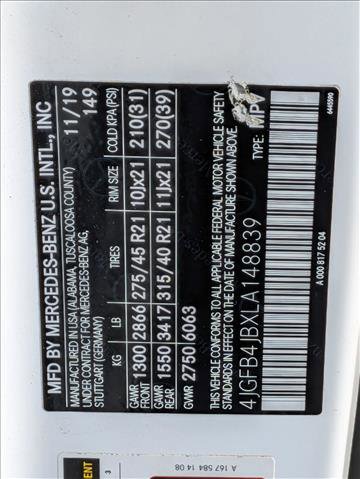 MFD BY MERCEDES-BENZ U.S. INTL., INC
MADE IN USA (ALABAMA, TUSCALOOSA COUNTY) 11/19
UNDER CONTRACT FOR MERCEDES-BENZ AG, 149
STUTTGART (GERMANY)
KG LB TIRES RIM SIZE COLD KPA(PSI)
GAWR FRONT 1300 2866 275/45 R21 10Jx21 210(31)
GAWR REAR 1550 3417 315/40 R21 11Jx21 270(39)
GVWR 2750 6063
THIS VEHICLE CONFORMS TO ALL APPLICABLE FEDERAL MOTOR VEHICLE SAFETY
STANDARDS IN EFFECT ON THE DATE OF MANUFACTURE SHOWN ABOVE.
4JGFB4JBXLA148839 MPV
A 000 817 52 04
6445590
A 167 584 14 08
3